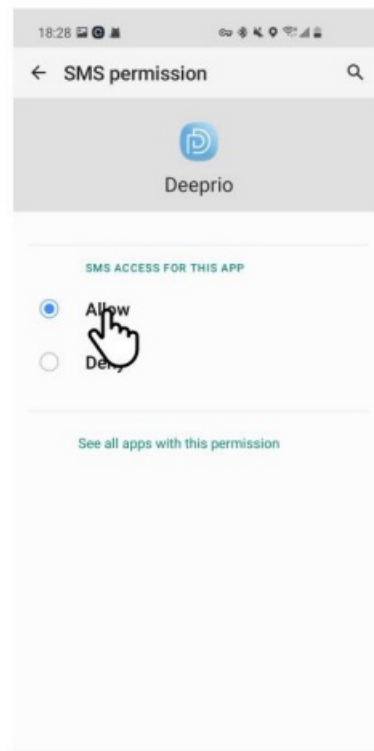 18:28
SMS permission
Deeprio
SMS ACCESS FOR THIS APP
Allow
See all apps with this permission